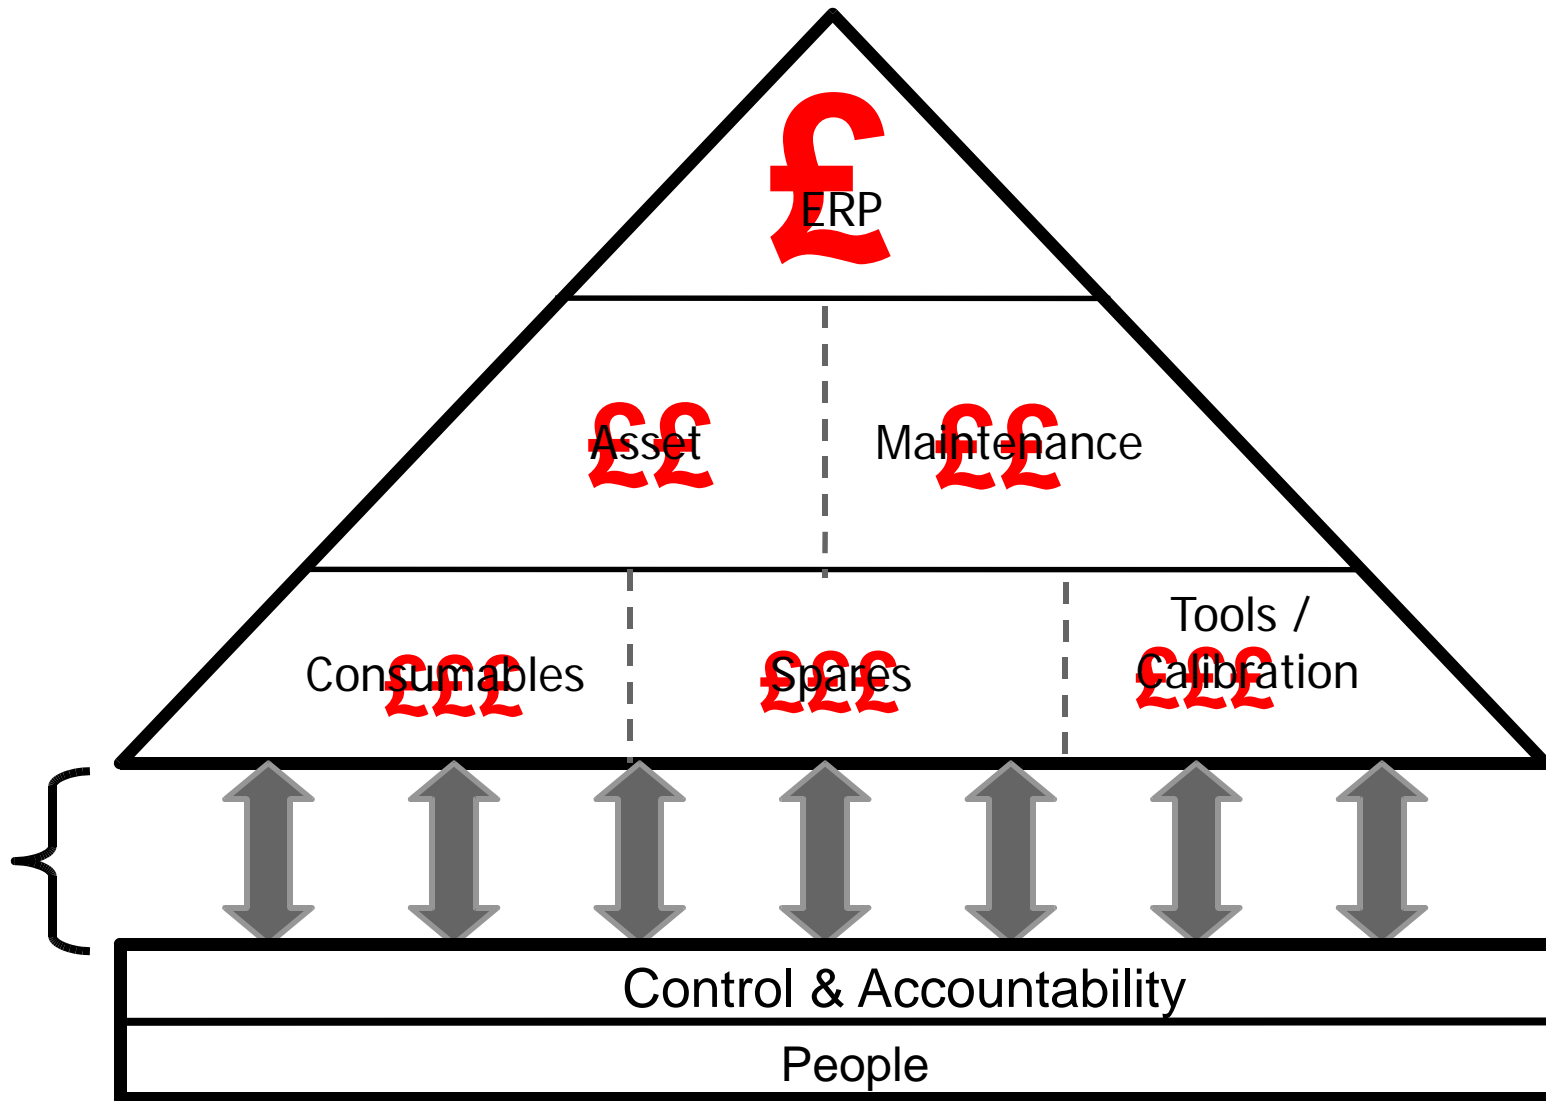 £
ERP
££
Asset
££
Maintenance
£££
Consumables
£££
Spares
Tools /
£££
Calibration
Control & Accountability
People